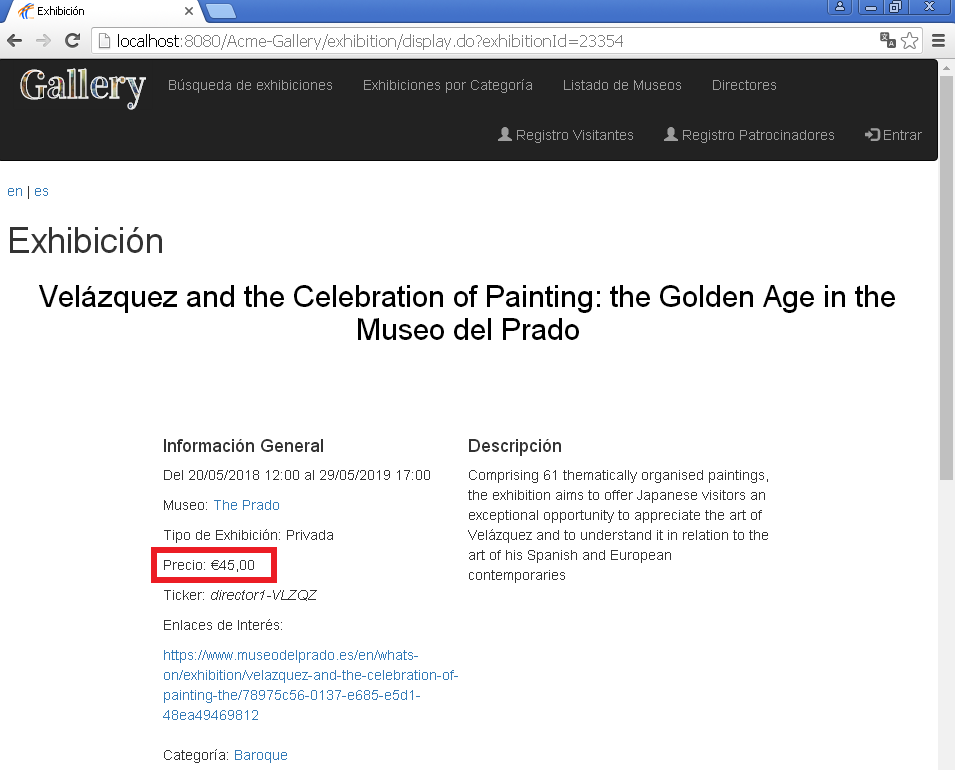 Exhibición
localhost:8080/Acme-Gallery/exhibition/display.do?exhibitionId=23354
Gallery Búsqueda de exhibiciones Exhibiciones por Categoría Listado de Museos Directores
Registro Visitantes Registro Patrocinadores Entrar
en | es
Exhibición
Velázquez and the Celebration of Painting: the Golden Age in the
Museo del Prado
Información General
Del 20/05/2018 12:00 al 29/05/2019 17:00
Museo: The Prado
Tipo de Exhibición: Privada
Precio: €45,00
Ticker: director1-VLZQZ
Enlaces de Interés:
https://www.museodelprado.es/en/whats-
on/exhibition/velazquez-and-the-celebration-of-
painting-the/78975c56-0137-e685-e5d1-
48ea49469812
Categoría: Baroque
Descripción
Comprising 61 thematically organised paintings,
the exhibition aims to offer Japanese visitors an
exceptional opportunity to appreciate the art of
Velázquez and to understand it in relation to the
art of his Spanish and European
contemporaries